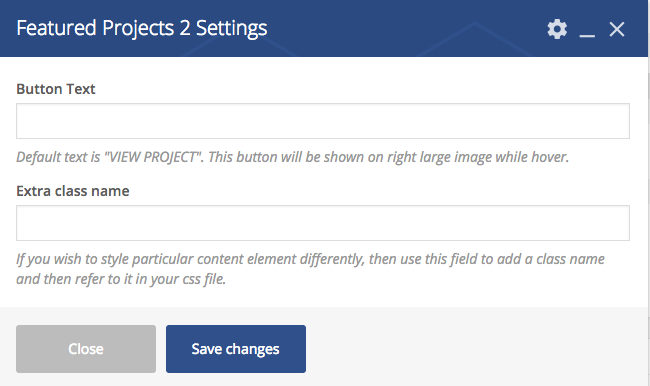 Featured Projects 2 Settings
Button Text
Default text is "VIEW PROJECT". This button will be shown on right large image while hover.
Extra class name
If you wish to style particular content element differently, then use this field to add a class name
and then refer to it in your css file.
Close Save changes